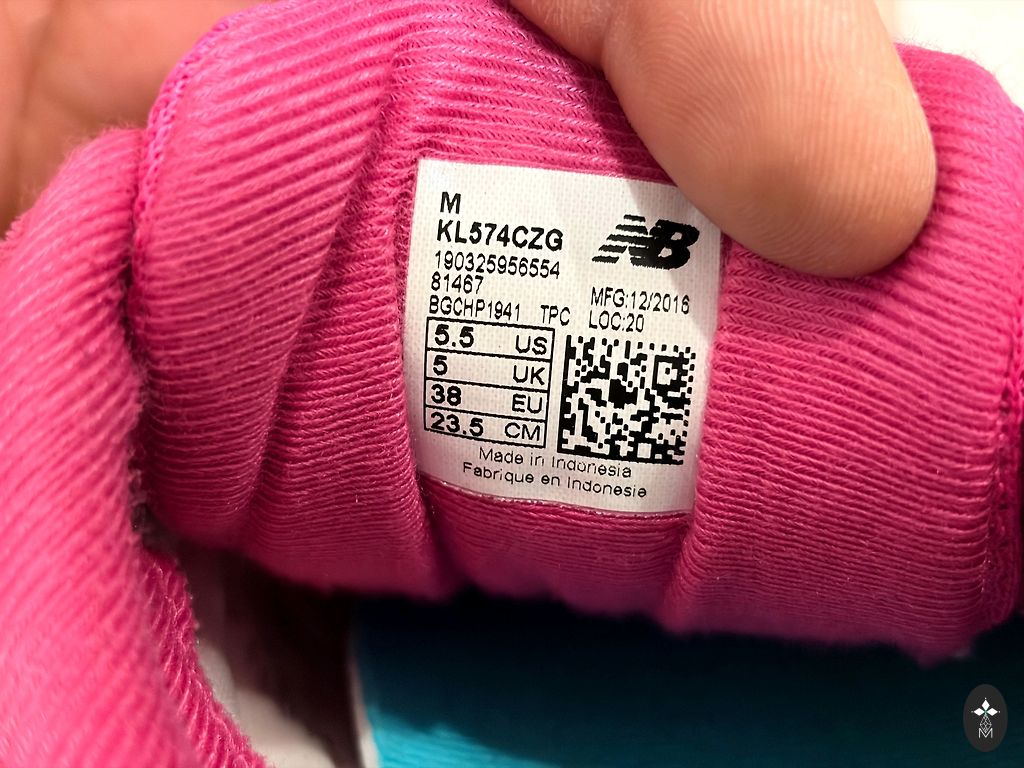 M
KL574CZG
NB
190325956554
81467
MFG:12/2016
BGCHP1941 TPC
LOC:20
5.5 US
5 UK
38 EU
23.5 CM
Made in Indonesia
Fabrique en Indonesie
M